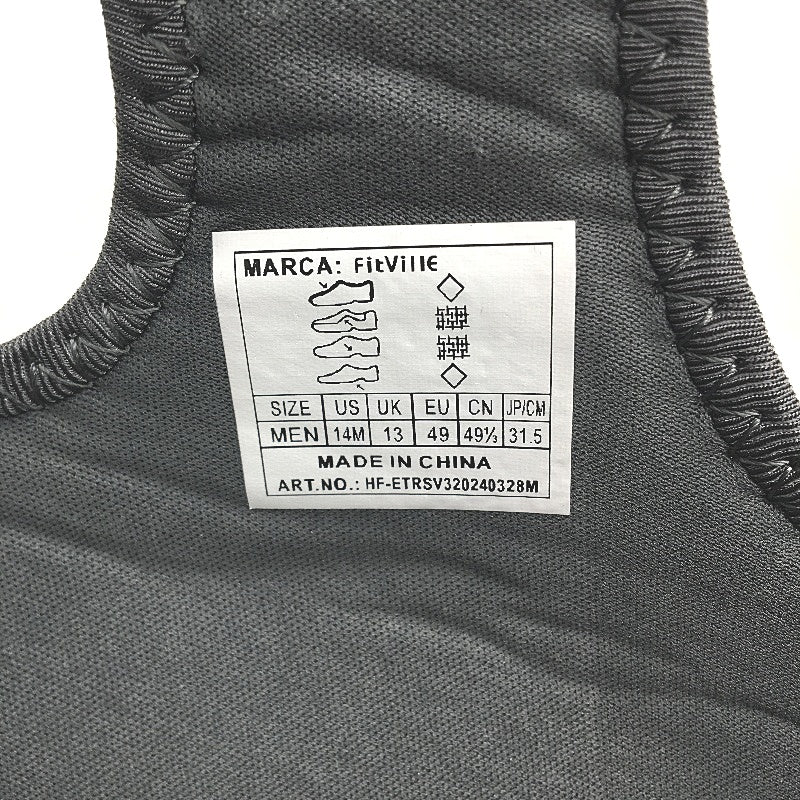 MARCA: FitVille
SIZE US UK EU CN JP/CM
MEN 14M 13 49 49⅓ 31.5
MADE IN CHINA
ART.NO.: HF-ETRSV320240328M